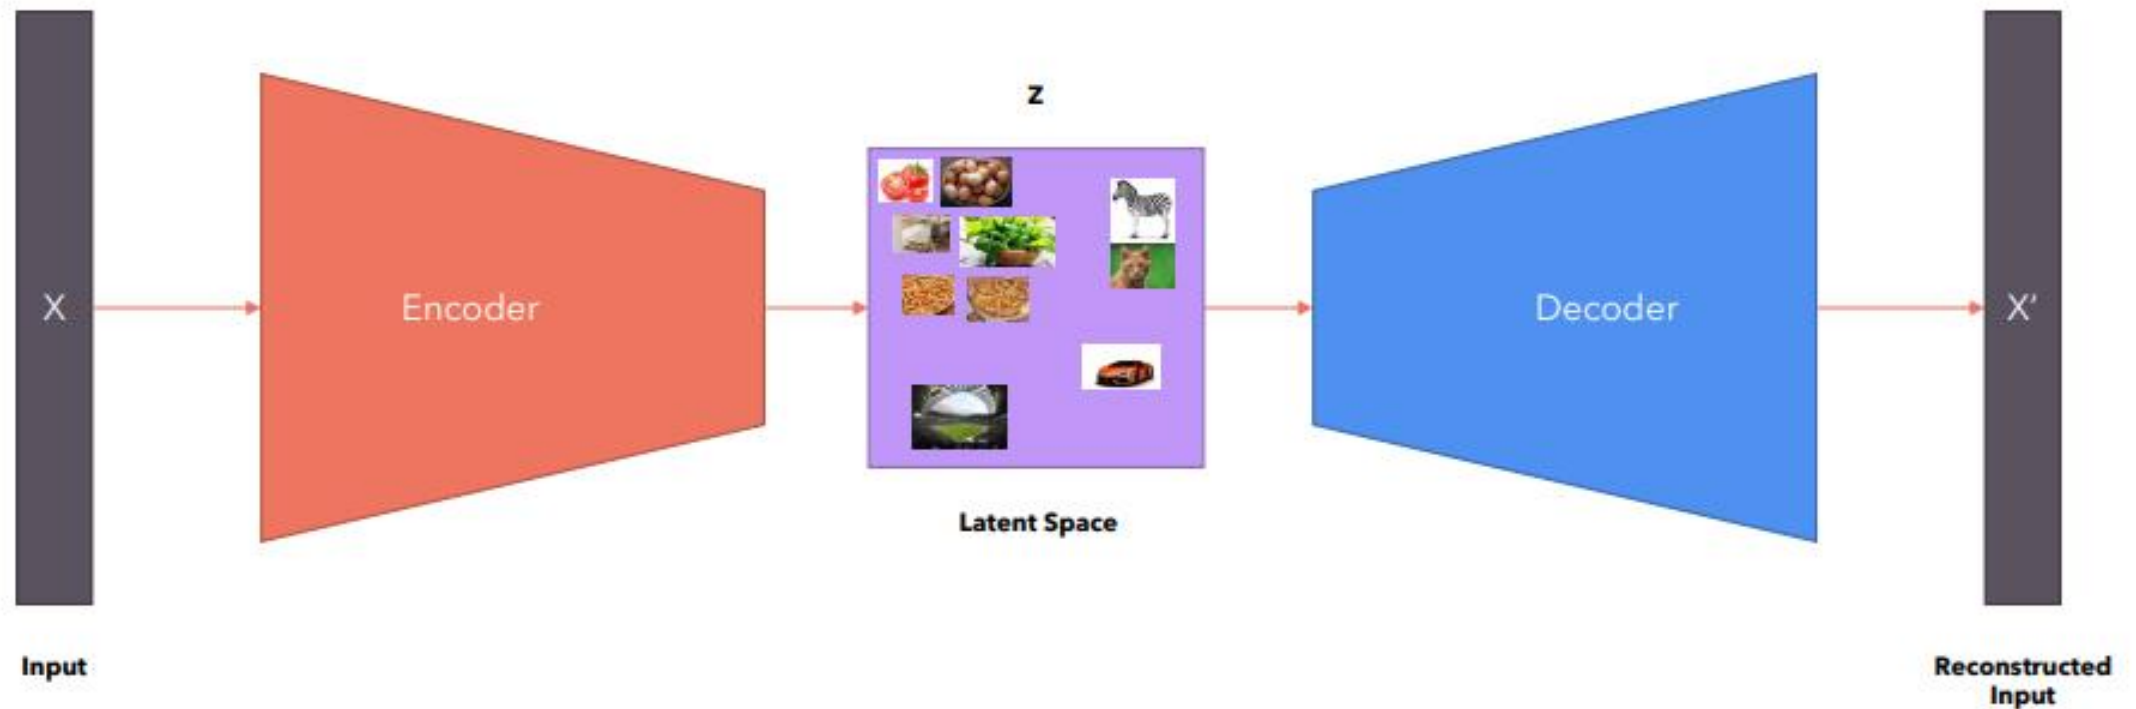 Z
X
Encoder
Decoder
X’
Latent Space
Input
Reconstructed
Input